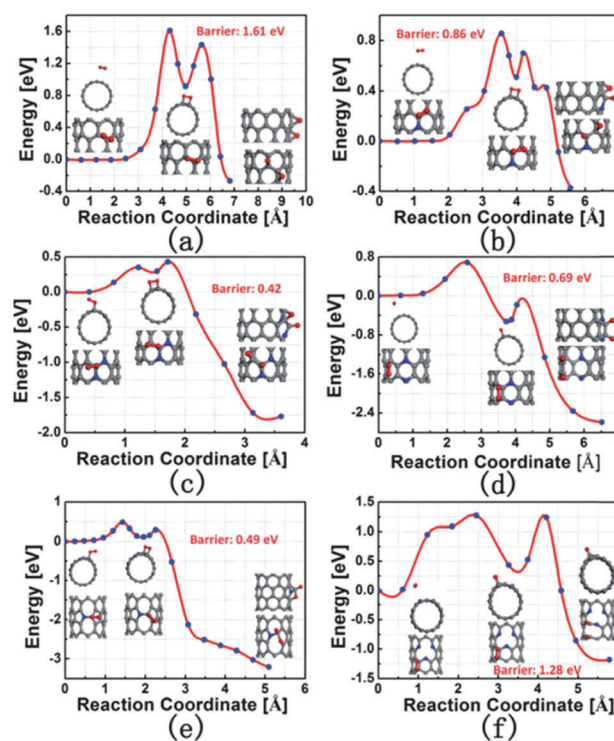 Barrier: 1.61 eV
1.6
1.2
0.8
0.4
0.0
-0.4
Energy [eV]
0 1 2 3 4 5 6 7 8 9 10
Reaction Coordinate [Å]
(a)
Barrier: 0.86 eV
0.8
0.4
0.0
-0.4
Energy [eV]
0 2 4 6
Reaction Coordinate [Å]
(b)
0.5
0.0
-0.5
-1.0
-1.5
-2.0
Energy [eV]
Barrier: 0.42
0 1 2 3 4
Reaction Coordinate [Å]
(c)
0.8
0.0
-0.8
-1.6
-2.4
Energy [eV]
Barrier: 0.69 eV
0 1 2 3 4 5 6
Reaction Coordinate [Å]
(d)
1
0
-1
-2
-3
Energy [eV]
Barrier: 0.49 eV
0 1 2 3 4 5 6
Reaction Coordinate [Å]
(e)
1.5
1.0
0.5
0.0
-0.5
-1.0
-1.5
Energy [eV]
Barrier: 1.28 eV
0 2 4
Reaction Coordinate [Å]
(f)